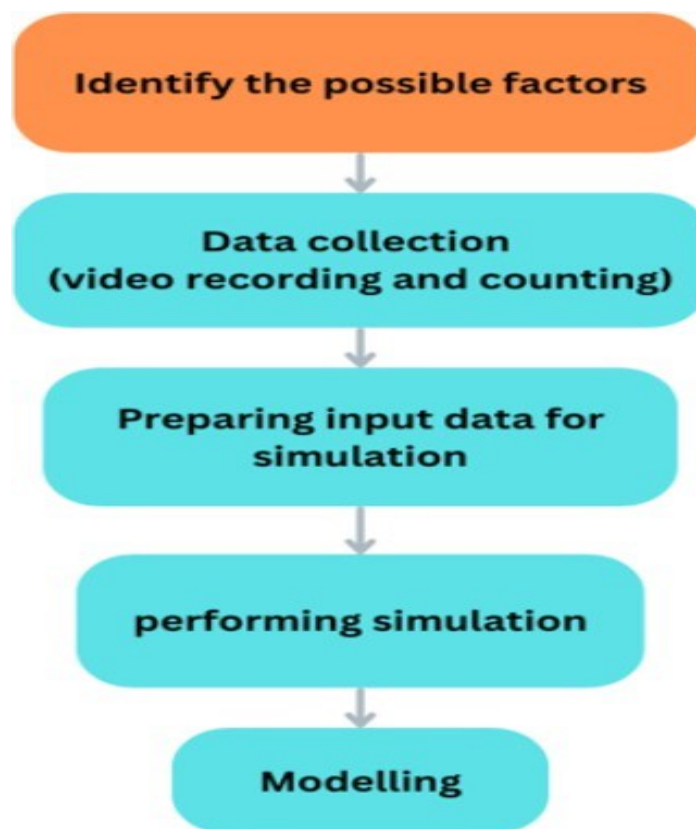 Identify the possible factors
Data collection
(video recording and counting)
Preparing input data for
simulation
performing simulation
Modelling